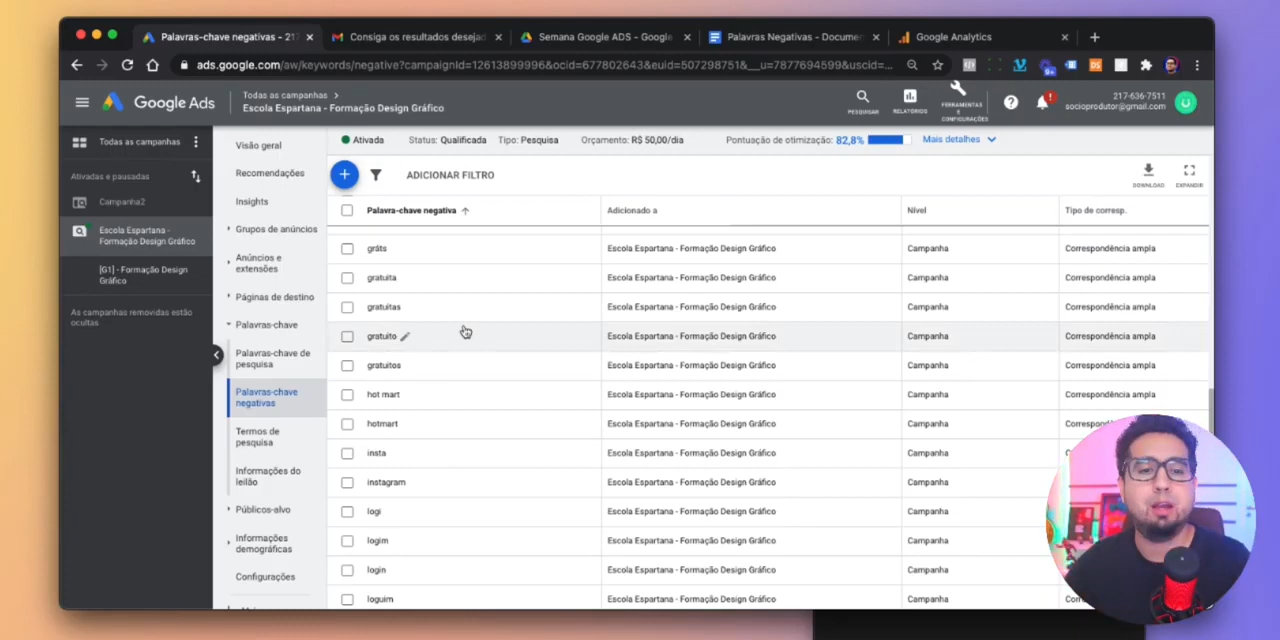 Palavras-chave negativas - 217
Consiga os resultados desejad
Semana Google ADS - Google
Palavras Negativas - Documen
Google Analytics
ads.google.com/aw/keywords/negative?campaignId=12613899996&ocid=677802643&euid=507298751&__u=7877694599&uscid=...
Google Ads
Todas as campanhas
Escola Espartana - Formação Design Gráfico
PESQUISAR
RELATÓRIOS
FERRAMENTAS
E
CONFIGURAÇÕES
217-636-7511
socioprodutor@gmail.com
Todas as campanhas
Ativadas e pausadas
Campanha2
Escola Espartana -
Formação Design Gráfico
[G1] - Formação Design
Gráfico
As campanhas removidas estão
ocultas
Visão geral
Recomendações
Insights
Grupos de anúncios
Anúncios e
extensões
Páginas de destino
Palavras-chave
Palavras-chave de
pesquisa
Palavras-chave
negativas
Termos de
pesquisa
Informações do
leilão
Públicos-alvo
Informações
demográficas
Configurações
Ativada
Status: Qualificada
Tipo: Pesquisa
Orçamento: R$ 50,00/dia
Pontuação de otimização: 82,8%
Mais detalhes
ADICIONAR FILTRO
DOWNLOAD
EXPANDIR
Palavra-chave negativa
Adicionado a
Nível
Tipo de corresp.
gráts Escola Espartana - Formação Design Gráfico Campanha Correspondência ampla
gratuita Escola Espartana - Formação Design Gráfico Campanha Correspondência ampla
gratuitas Escola Espartana - Formação Design Gráfico Campanha Correspondência ampla
gratuito Escola Espartana - Formação Design Gráfico Campanha Correspondência ampla
gratuitos Escola Espartana - Formação Design Gráfico Campanha Correspondência ampla
hot mart Escola Espartana - Formação Design Gráfico Campanha Correspondência ampla
hotmart Escola Espartana - Formação Design Gráfico Campanha
insta Escola Espartana - Formação Design Gráfico Campanha
instagram Escola Espartana - Formação Design Gráfico Campanha
logi Escola Espartana - Formação Design Gráfico Campanha
logim Escola Espartana - Formação Design Gráfico Campanha
login Escola Espartana - Formação Design Gráfico Campanha
loguim Escola Espartana - Formação Design Gráfico Campanha